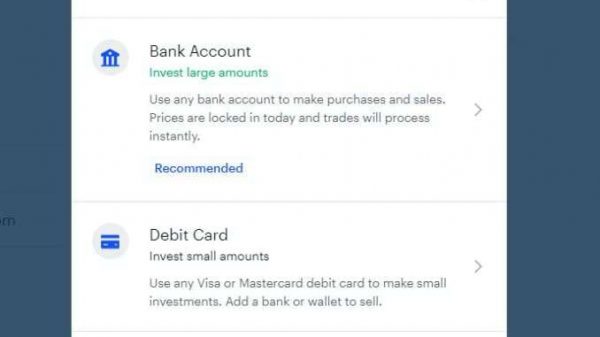 Bank Account
Invest large amounts
Use any bank account to make purchases and sales.
Prices are locked in today and trades will process
instantly.
Recommended
om
Debit Card
Invest small amounts
Use any Visa or Mastercard debit card to make small
investments. Add a bank or wallet to sell.